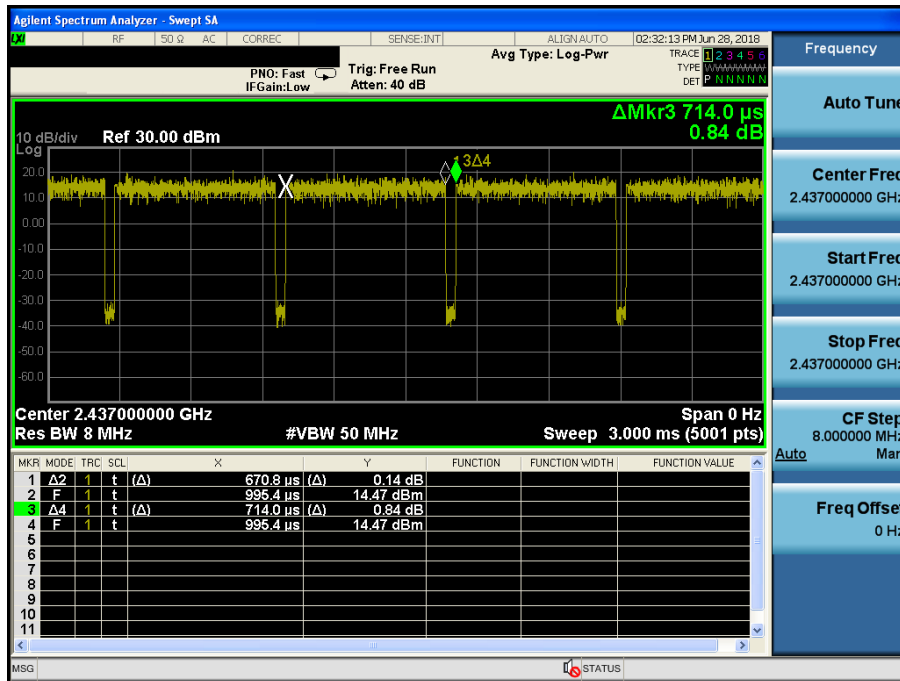 Agilent Spectrum Analyzer - Swept SA
LXI RF 50 Ω AC CORREC SENSE:INT ALIGN AUTO 02:32:13 PM Jun 28, 2018
Frequency
Avg Type: Log-Pwr
TRACE 1 2 3 4 5 6
TYPE
DET P N N N N N
PNO: Fast
IFGain:Low
Trig: Free Run
Atten: 40 dB
Auto Tune
ΔMkr3 714.0 µs
0.84 dB
10 dB/div Ref 30.00 dBm
Log
3Δ4
X
20.0
10.0
0.00
-10.0
-20.0
-30.0
-40.0
-50.0
-60.0
Center Freq
2.437000000 GHz
Start Freq
2.437000000 GHz
Stop Freq
2.437000000 GHz
CF Step
8.000000 MHz
Auto Man
Freq Offset
0 Hz
Center 2.437000000 GHz Span 0 Hz
Res BW 8 MHz #VBW 50 MHz Sweep 3.000 ms (5001 pts)
MKR MODE TRC SCL X Y FUNCTION FUNCTION WIDTH FUNCTION VALUE
1 Δ2 1 t (Δ) 670.8 µs (Δ) 0.14 dB
2 F 1 t 995.4 µs 14.47 dBm
3 Δ4 1 t (Δ) 714.0 µs (Δ) 0.84 dB
4 F 1 t 995.4 µs 14.47 dBm
5
6
7
8
9
10
11
MSG STATUS